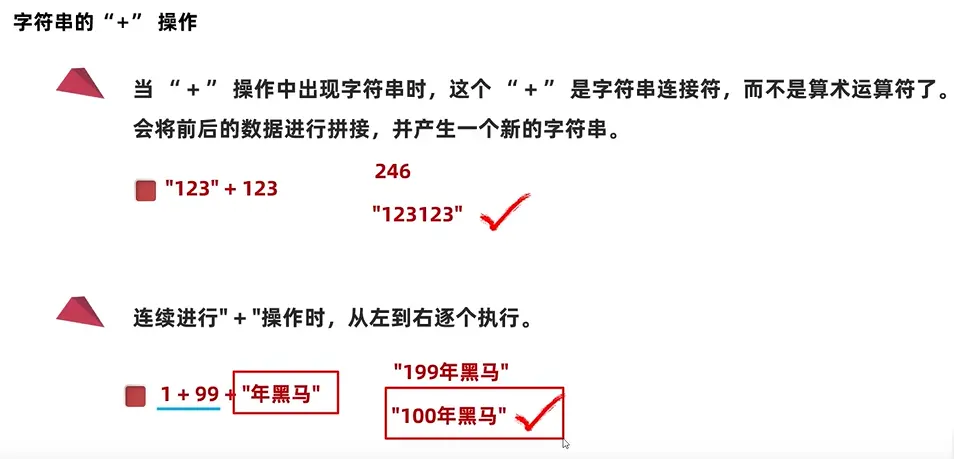 字符串的“+” 操作
当 “ + ” 操作中出现字符串时，这个 “ + ” 是字符串连接符，而不是算术运算符了。
会将前后的数据进行拼接，并产生一个新的字符串。
246
"123" + 123
"123123"
连续进行" + "操作时，从左到右逐个执行。
"199年黑马"
1 + 99 + "年黑马"
"100年黑马"